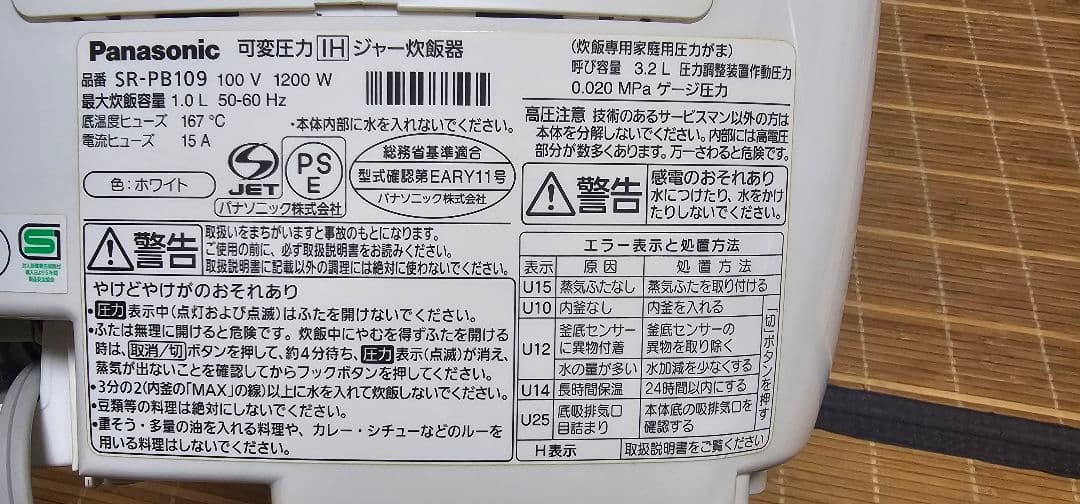 Panasonic 可変圧力IHジャー炊飯器
品番 SR-PB109 100 V 1200 W
最大炊飯容量 1.0 L 50-60 Hz
底温度ヒューズ 167 ℃
電流ヒューズ 15 A
・本体内部に水を入れないでください。
色：ホワイト
S
JET
PS
E
パナソニック株式会社
総務省基準適合
型式確認第EARY11号
パナソニック株式会社
(炊飯専用家庭用圧力がま)
呼び容量 3.2 L 圧力調整装置作動圧力
0.020 MPa ゲージ圧力
高圧注意 技術のあるサービスマン以外の方は
本体を分解しないでください。内部には高電圧
部分が数多くあります。万一さわると危険です。
警告
感電のおそれあり
水につけたり、水をかけ
たりしないでください。
警告
取扱いをまちがいますと事故のもとになります。
ご使用の前に、必ず取扱説明書をお読みください。
取扱説明書に記載以外の調理には絶対に使わないでください。
やけどやけがのおそれあり
・圧力表示中(点灯および点滅)はふたを開けないでください。
・ふたは無理に開けると危険です。炊飯中にやむを得ずふたを開ける
時は、取消/切ボタンを押して、約4分待ち、圧力表示(点滅)が消え、
蒸気が出ないことを確認してからフックボタンを押してください。
・3分の2(内釜の「MAX」の線)以上に水を入れて炊飯しないでください。
・豆類等の料理は絶対にしないでください。
・重そう・多量の油を入れる料理や、カレー・シチューなどのルーを
用いる料理はしないでください。
エラー表示と処置方法
表示 原因 処置方法
U15 蒸気ふたなし 蒸気ふたを取り付ける
U10 内釜なし 内釜を入れる
U12 釜底センサー に異物付着 釜底センサーの 異物を取り除く
水の量が多い 水加減を少なくする
U14 長時間保温 24時間以内にする
U25 底吸排気口 目詰まり 本体底の吸排気口を 確認する
切ボタンを押す
H表示 取扱説明書をご覧ください